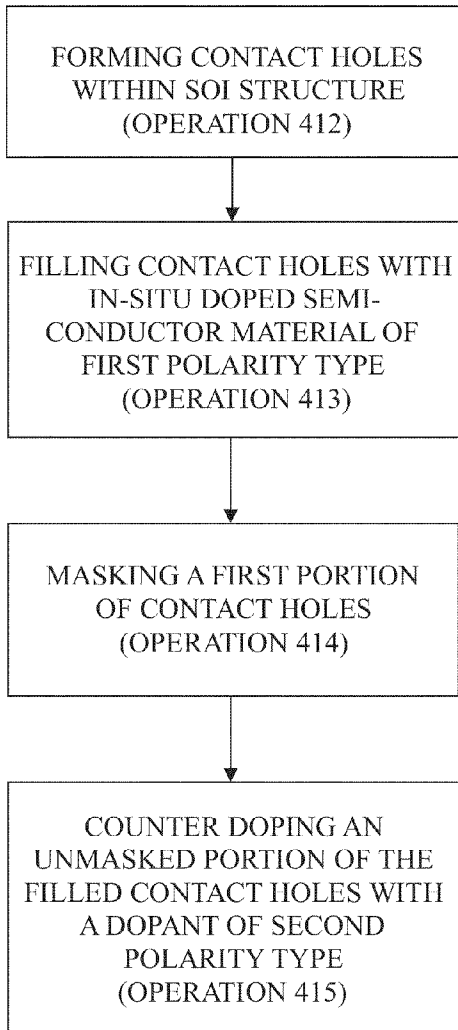 FORMING CONTACT HOLES
WITHIN SOI STRUCTURE
(OPERATION 412)
FILLING CONTACT HOLES WITH
IN-SITU DOPED SEMI-
CONDUCTOR MATERIAL OF
FIRST POLARITY TYPE
(OPERATION 413)
MASKING A FIRST PORTION
OF CONTACT HOLES
(OPERATION 414)
COUNTER DOPING AN
UNMASKED PORTION OF THE
FILLED CONTACT HOLES WITH
A DOPANT OF SECOND
POLARITY TYPE
(OPERATION 415)